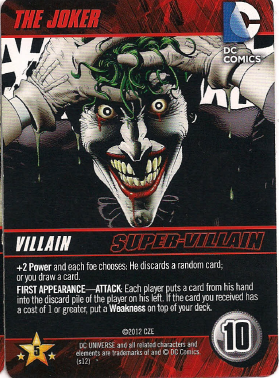 THE JOKER
DC
DC
COMICS
VILLAIN
SUPER-VILLAIN
+2 Power and each foe chooses: He discards a random card;
or you draw a card.
FIRST APPEARANCE—ATTACK: Each player puts a card from his hand
into the discard pile of the player on his left. If the card you received
has a cost of 1 or greater, put a Weakness on top of your deck.
©2012 CZE
5
DC UNIVERSE and all related characters and
elements are trademarks of and © DC Comics.
(s12)
10